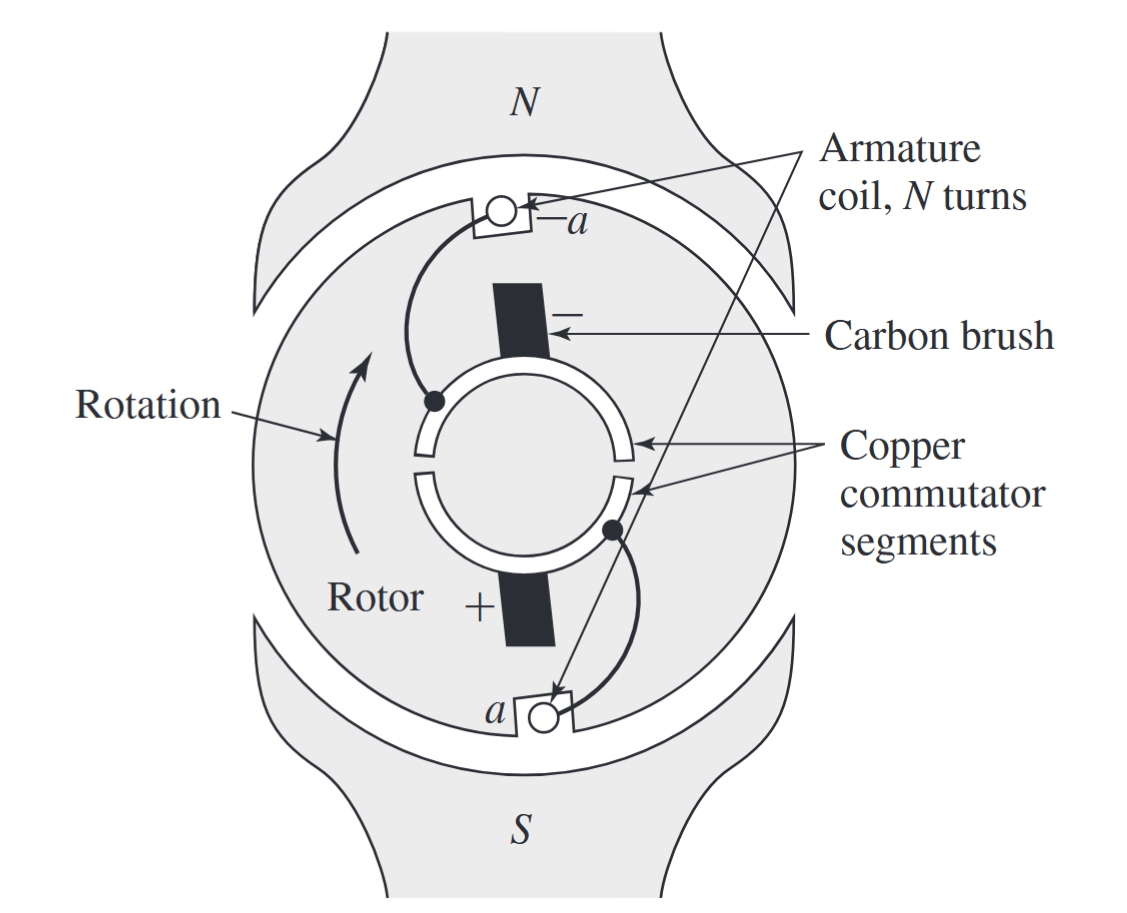 N
Armature
coil, N turns
−a
−
Carbon brush
Rotation
Copper
commutator
segments
Rotor
+
a
S